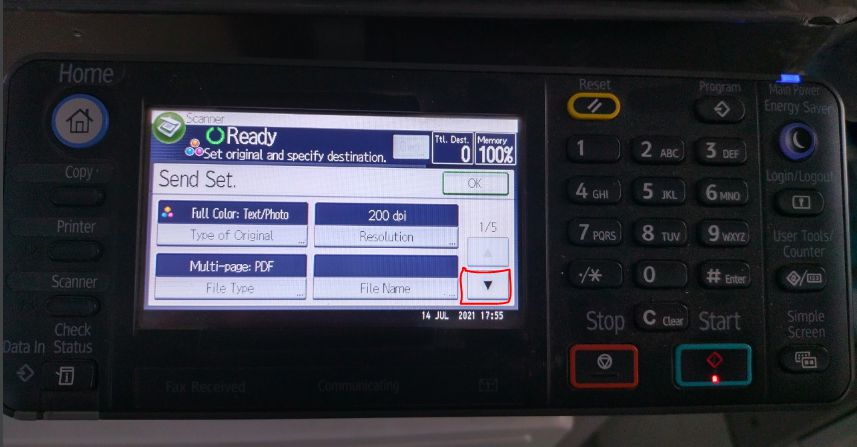 Home
Copy
Printer
Scanner
Check
Status
Data In
Scanner
Ready
Set original and specify destination.
Ttl. Dest.
0
Memory
100%
Send Set.
OK
Full Color: Text/Photo
Type of Original
200 dpi
Resolution
1/5
Multi-page: PDF
File Type
File Name
▲
▼
14 JUL 2021 17:55
Fax Received
Communicating
Reset
Program
1
2 ABC
3 DEF
4 GHI
5 JKL
6 MNO
7 PQRS
8 TUV
9 WXYZ
·/*
0
# Enter
Stop
C Clear
Start
Main Power
Energy Saver
Login/Logout
User Tools/
Counter
Simple
Screen